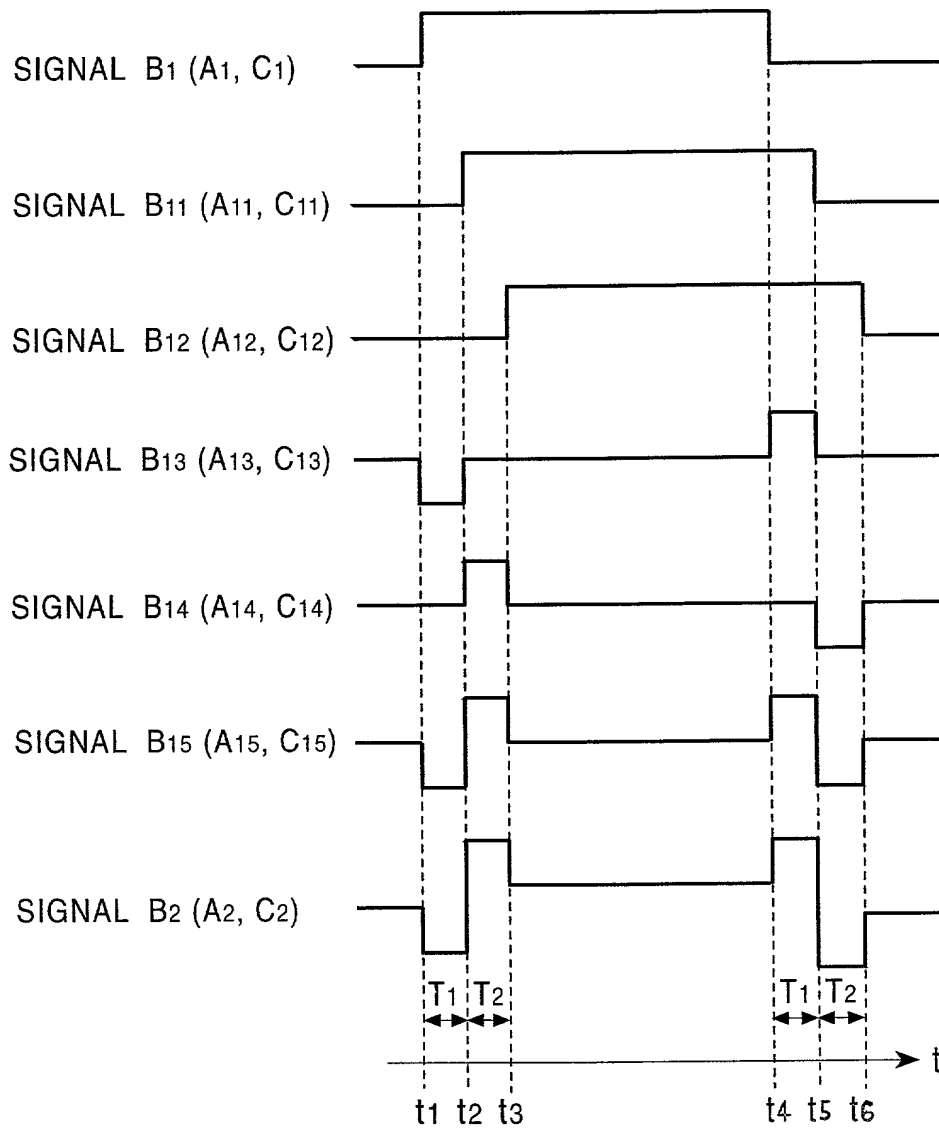 SIGNAL B1 (A1, C1)
SIGNAL B11 (A11, C11)
SIGNAL B12 (A12, C12)
SIGNAL B13 (A13, C13)
SIGNAL B14 (A14, C14)
SIGNAL B15 (A15, C15)
SIGNAL B2 (A2, C2)
T1 T2 T1 T2
t
t1 t2 t3 t4 t5 t6